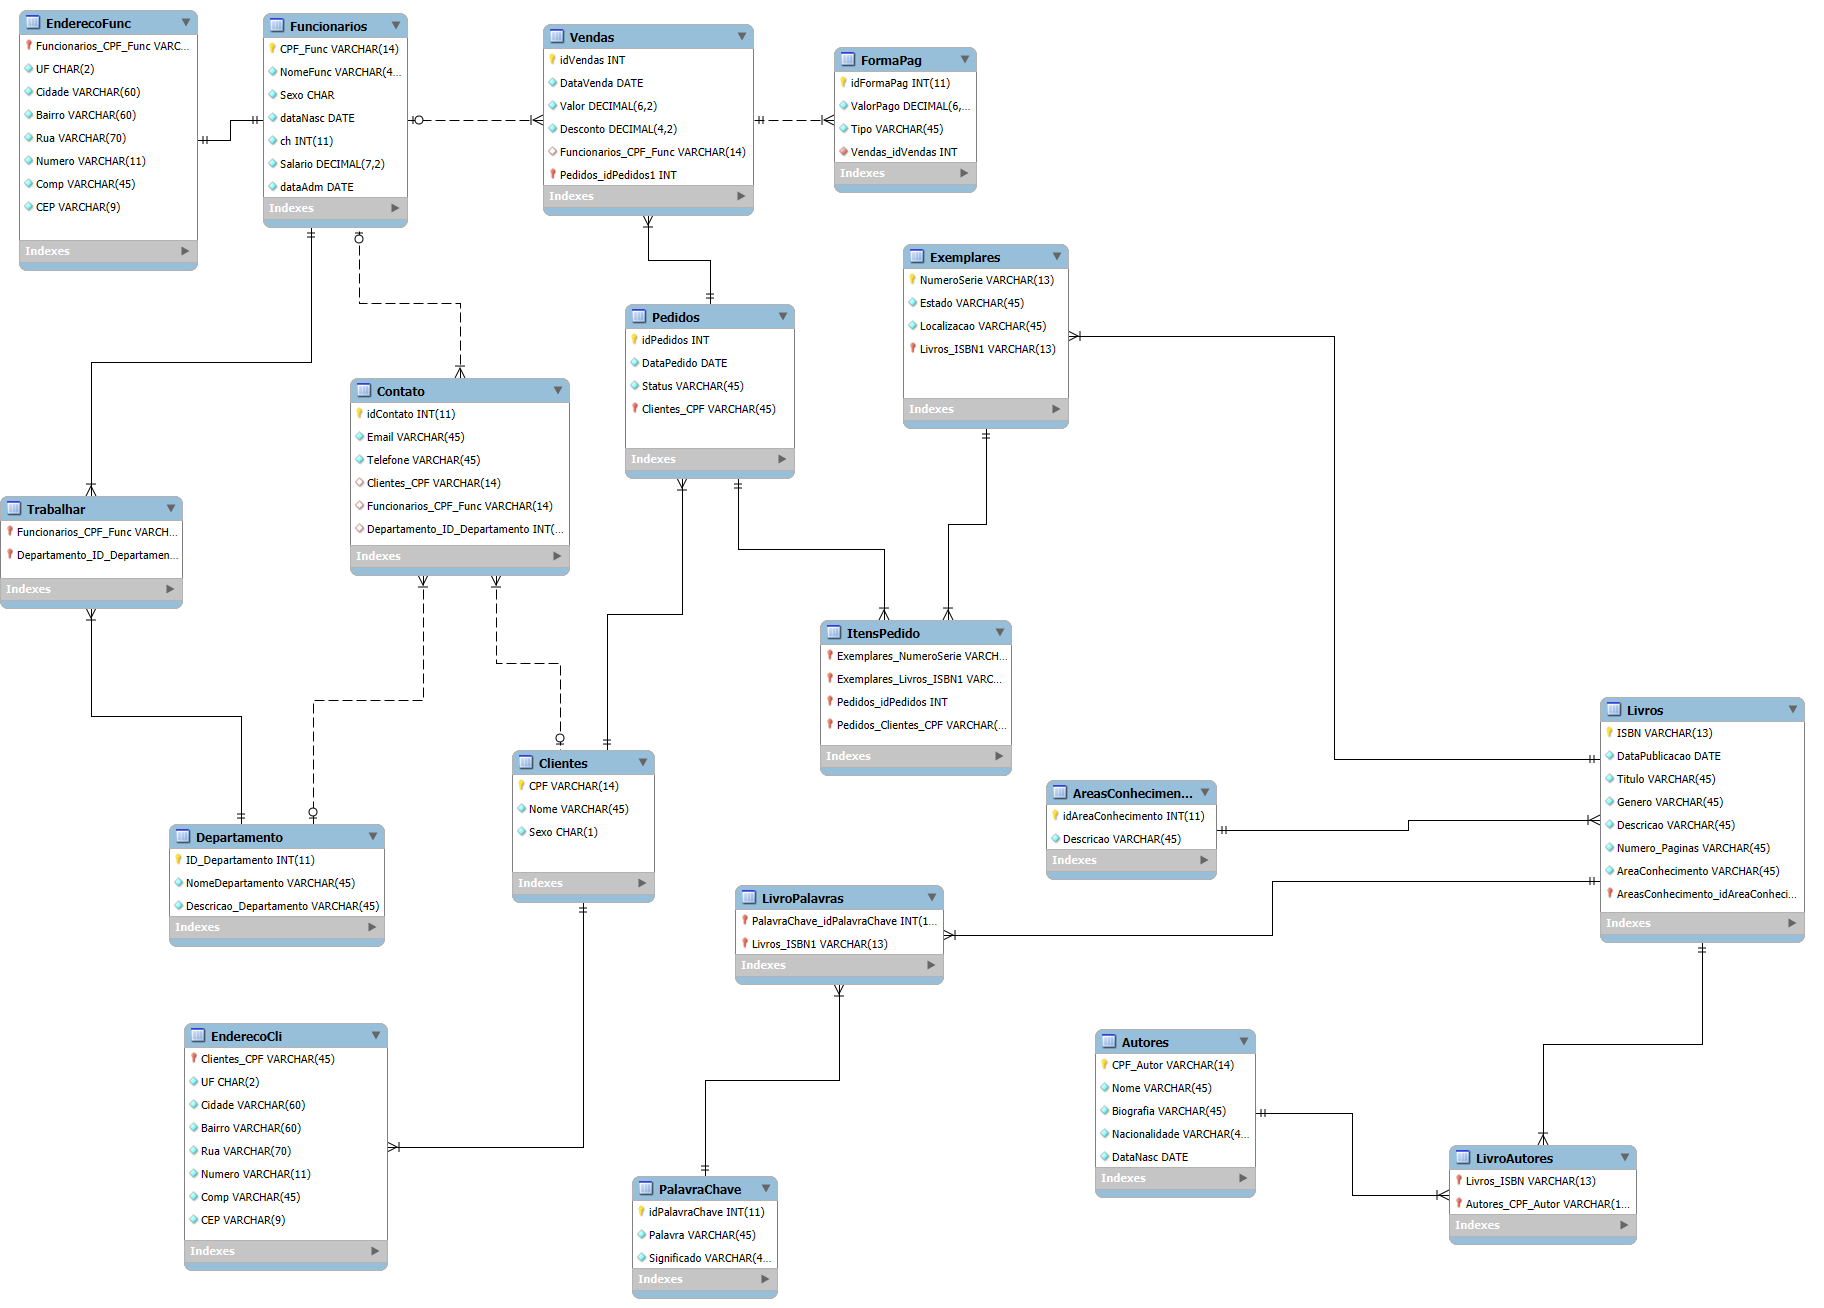 EnderecoFunc
Funcionarios_CPF_Func VARC...
UF CHAR(2)
Cidade VARCHAR(60)
Bairro VARCHAR(60)
Rua VARCHAR(70)
Numero VARCHAR(11)
Comp VARCHAR(45)
CEP VARCHAR(9)
Indexes
Funcionarios
CPF_Func VARCHAR(14)
NomeFunc VARCHAR(4...
Sexo CHAR
dataNasc DATE
ch INT(11)
Salario DECIMAL(7,2)
dataAdm DATE
Indexes
Vendas
idVendas INT
DataVenda DATE
Valor DECIMAL(6,2)
Desconto DECIMAL(4,2)
Funcionarios_CPF_Func VARCHAR(14)
Pedidos_idPedidos1 INT
Indexes
FormaPag
idFormaPag INT(11)
ValorPago DECIMAL(6,...
Tipo VARCHAR(45)
Vendas_idVendas INT
Indexes
Exemplares
NumeroSerie VARCHAR(13)
Estado VARCHAR(45)
Localizacao VARCHAR(45)
Livros_ISBN1 VARCHAR(13)
Indexes
Pedidos
idPedidos INT
DataPedido DATE
Status VARCHAR(45)
Clientes_CPF VARCHAR(45)
Indexes
Contato
idContato INT(11)
Email VARCHAR(45)
Telefone VARCHAR(45)
Clientes_CPF VARCHAR(14)
Funcionarios_CPF_Func VARCHAR(14)
Departamento_ID_Departamento INT(...
Indexes
Trabalhar
Funcionarios_CPF_Func VARCH...
Departamento_ID_Departamen...
Indexes
ItensPedido
Exemplares_NumeroSerie VARCH...
Exemplares_Livros_ISBN1 VARC...
Pedidos_idPedidos INT
Pedidos_Clientes_CPF VARCHAR(...
Indexes
Livros
ISBN VARCHAR(13)
DataPublicacao DATE
Titulo VARCHAR(45)
Genero VARCHAR(45)
Descricao VARCHAR(45)
Numero_Paginas VARCHAR(45)
AreaConhecimento VARCHAR(45)
AreasConhecimento_idAreaConheci...
Indexes
Clientes
CPF VARCHAR(14)
Nome VARCHAR(45)
Sexo CHAR(1)
Indexes
AreasConhecimen...
idAreaConhecimento INT(11)
Descricao VARCHAR(45)
Indexes
Departamento
ID_Departamento INT(11)
NomeDepartamento VARCHAR(45)
Descricao_Departamento VARCHAR(45)
Indexes
LivroPalavras
PalavraChave_idPalavraChave INT(1...
Livros_ISBN1 VARCHAR(13)
Indexes
EnderecoCli
Clientes_CPF VARCHAR(45)
UF CHAR(2)
Cidade VARCHAR(60)
Bairro VARCHAR(60)
Rua VARCHAR(70)
Numero VARCHAR(11)
Comp VARCHAR(45)
CEP VARCHAR(9)
Indexes
Autores
CPF_Autor VARCHAR(14)
Nome VARCHAR(45)
Biografia VARCHAR(45)
Nacionalidade VARCHAR(4...
DataNasc DATE
Indexes
LivroAutores
Livros_ISBN VARCHAR(13)
Autores_CPF_Autor VARCHAR(1...
Indexes
PalavraChave
idPalavraChave INT(11)
Palavra VARCHAR(45)
Significado VARCHAR(4...
Indexes